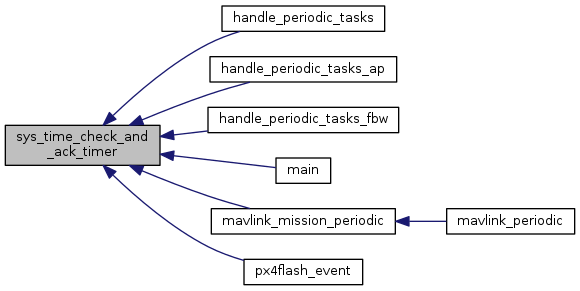 handle_periodic_tasks
handle_periodic_tasks_ap
handle_periodic_tasks_fbw
sys_time_check_and
_ack_timer
main
mavlink_mission_periodic
mavlink_periodic
px4flash_event